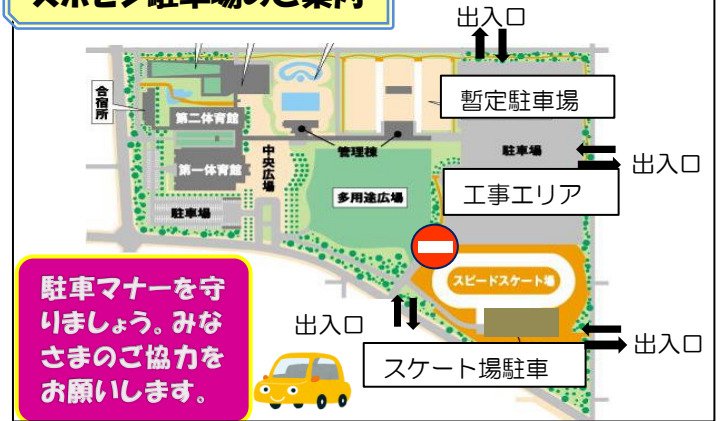 スポセン駐車場のご案内
出入口
暫定駐車場
合宿所
第二体育館
管理棟
駐車場
出入口
中央広場
第一体育館
多用途広場
工事エリア
駐車場
スピードスケート場
駐車マナーを守
りましょう。みな
さまのご協力を
お願いします。
出入口
出入口
スケート場駐車